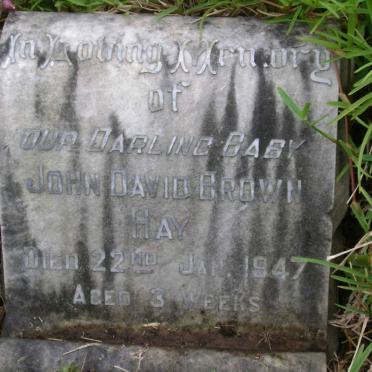 In Loving Memory
of
OUR DARLING BABY
JOHN DAVID BROWN
HAY
DIED 22ND JAN. 1947
AGED 3 WEEKS